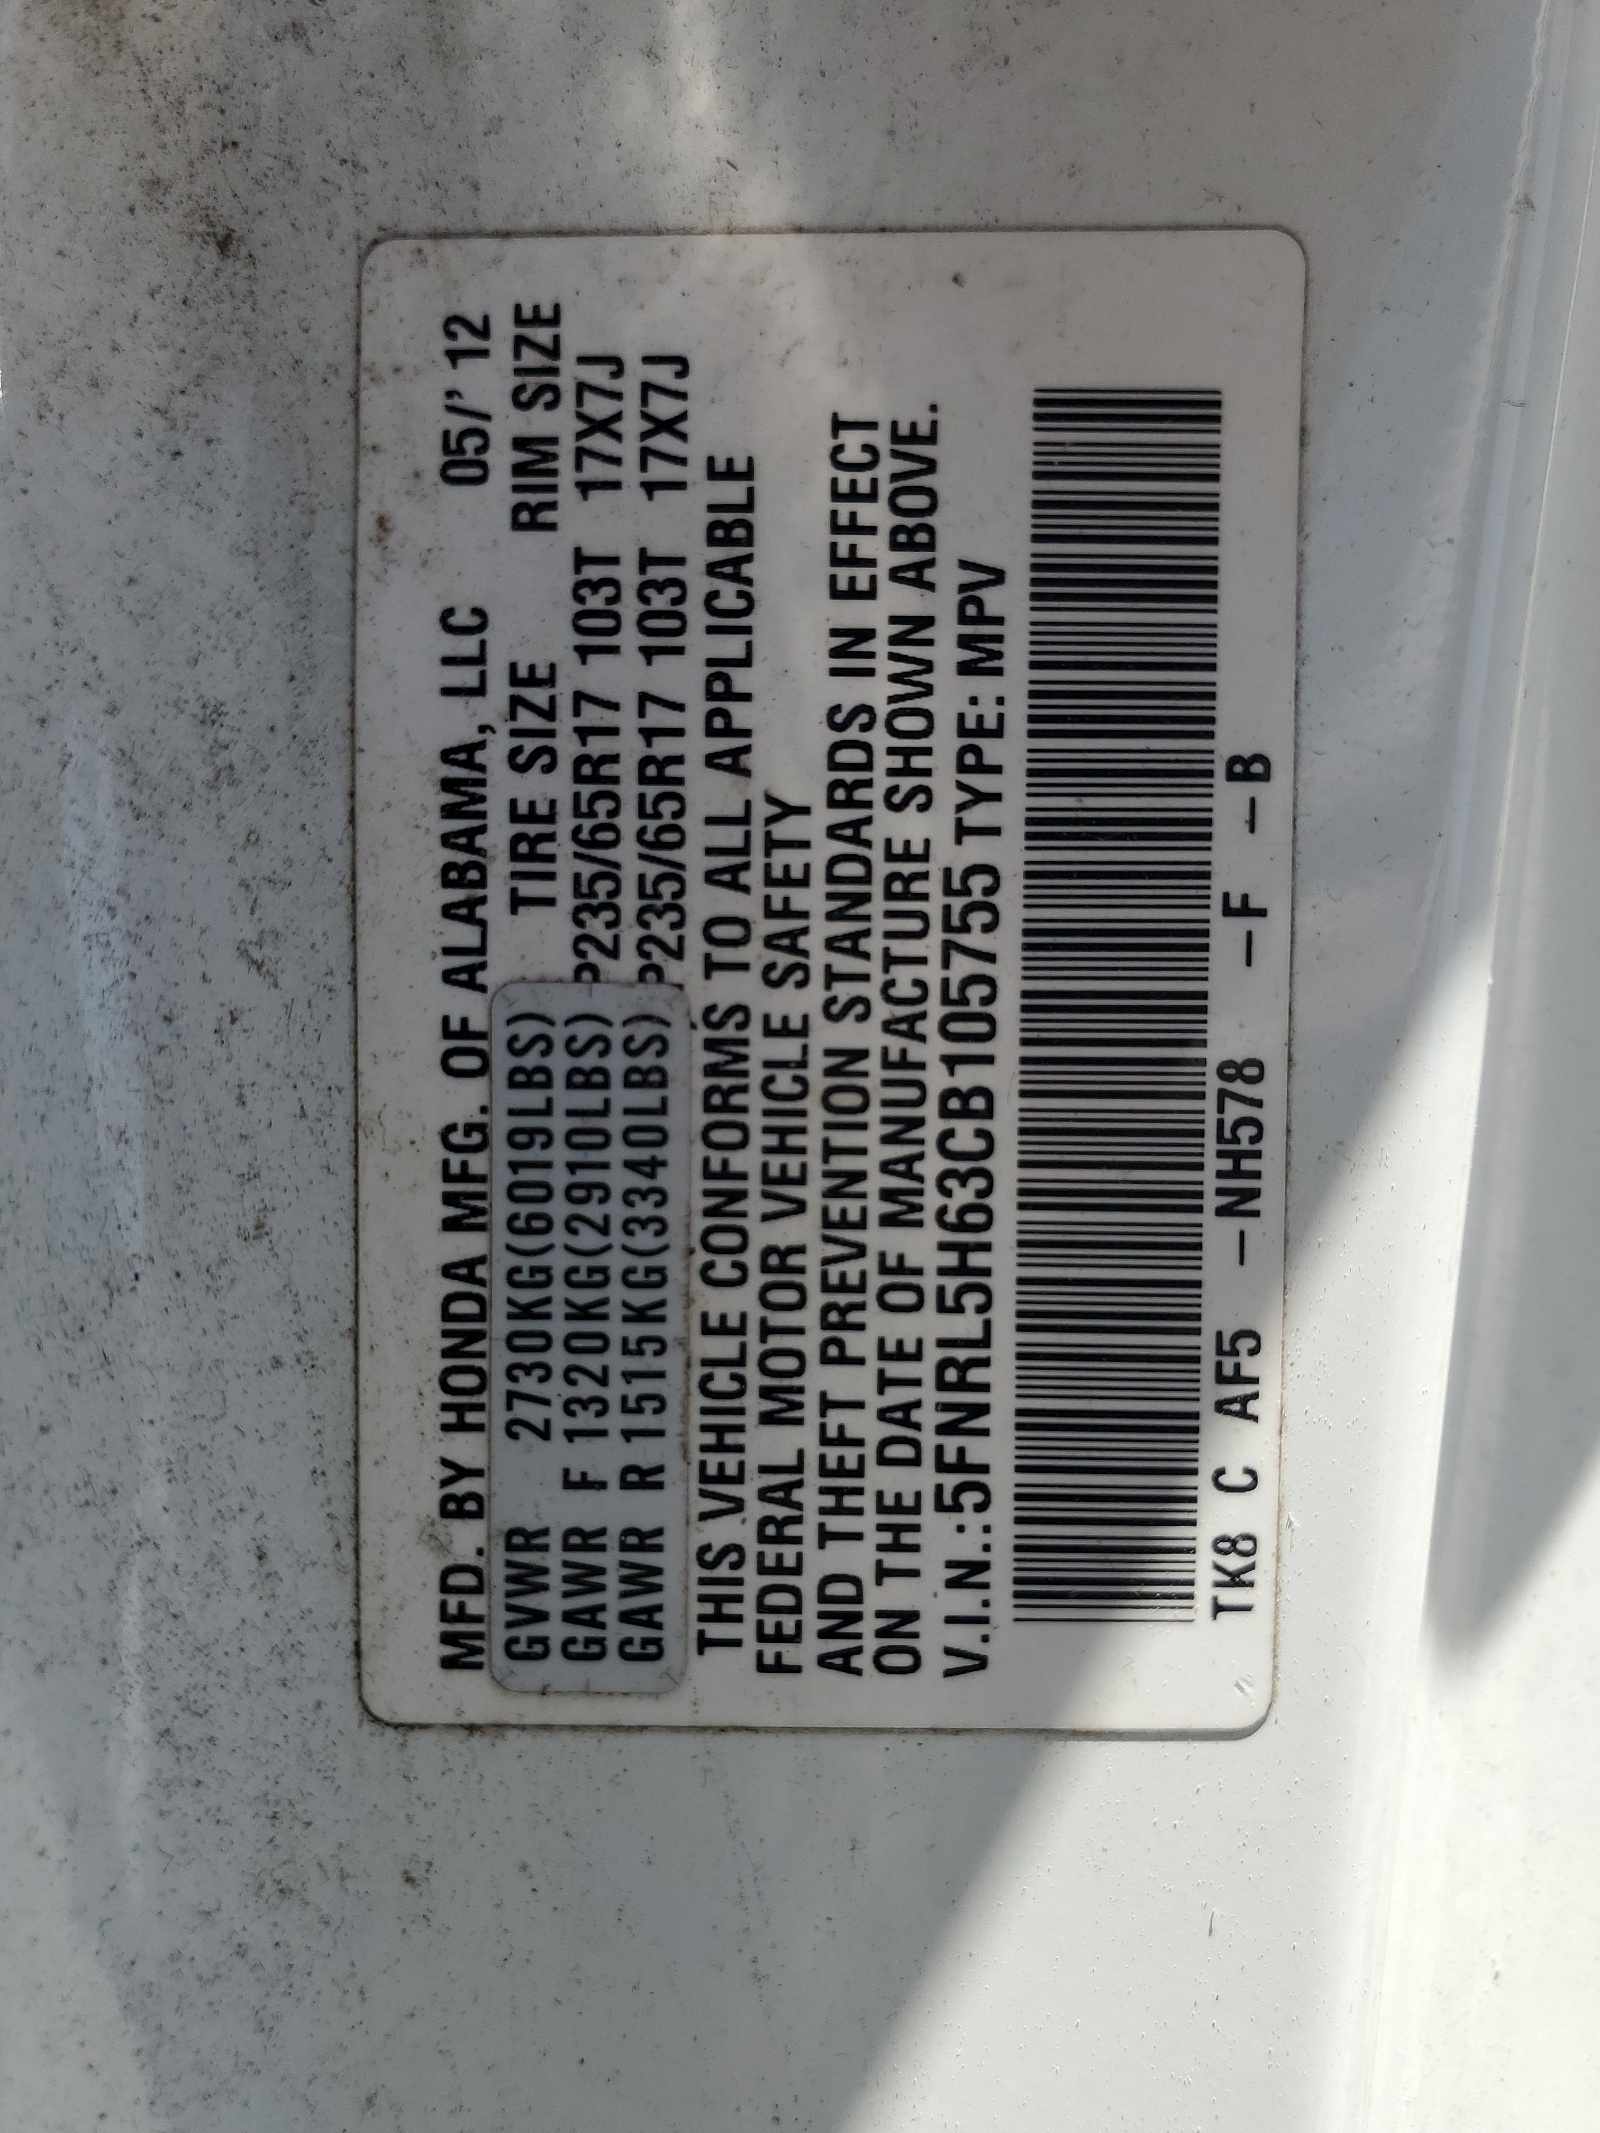 MFD. BY HONDA MFG. OF ALABAMA, LLC 05/' 12
TIRE SIZE RIM SIZE
GVWR 2730KG(6019LBS)
GAWR F 1320KG(2910LBS) P235/65R17 103T 17X7J
GAWR R 1515KG(3340LBS) P235/65R17 103T 17X7J
THIS VEHICLE CONFORMS TO ALL APPLICABLE
FEDERAL MOTOR VEHICLE SAFETY
AND THEFT PREVENTION STANDARDS IN EFFECT
ON THE DATE OF MANUFACTURE SHOWN ABOVE.
V.I.N.:5FNRL5H63CB105755 TYPE: MPV
TK8 C AF5 –NH578 –F –B